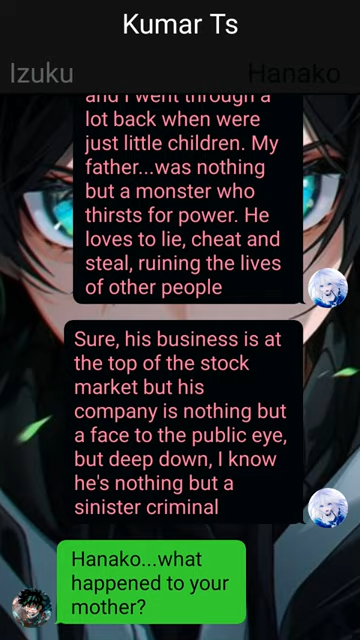 Kumar Ts
Izuku
Hanako
and I went through a
lot back when were
just little children. My
father...was nothing
but a monster who
thirsts for power. He
loves to lie, cheat and
steal, ruining the lives
of other people
Sure, his business is at
the top of the stock
market but his
company is nothing but
a face to the public eye,
but deep down, I know
he's nothing but a
sinister criminal
Hanako...what
happened to your
mother?